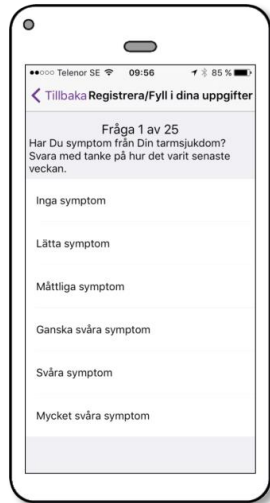 ●●○○○ Telenor SE 09:56 85 %
Tillbaka Registrera/Fyll i dina uppgifter
Fråga 1 av 25
Har Du symptom från Din tarmsjukdom?
Svara med tanke på hur det varit senaste
veckan.
Inga symptom
Lätta symptom
Måttliga symptom
Ganska svåra symptom
Svåra symptom
Mycket svåra symptom